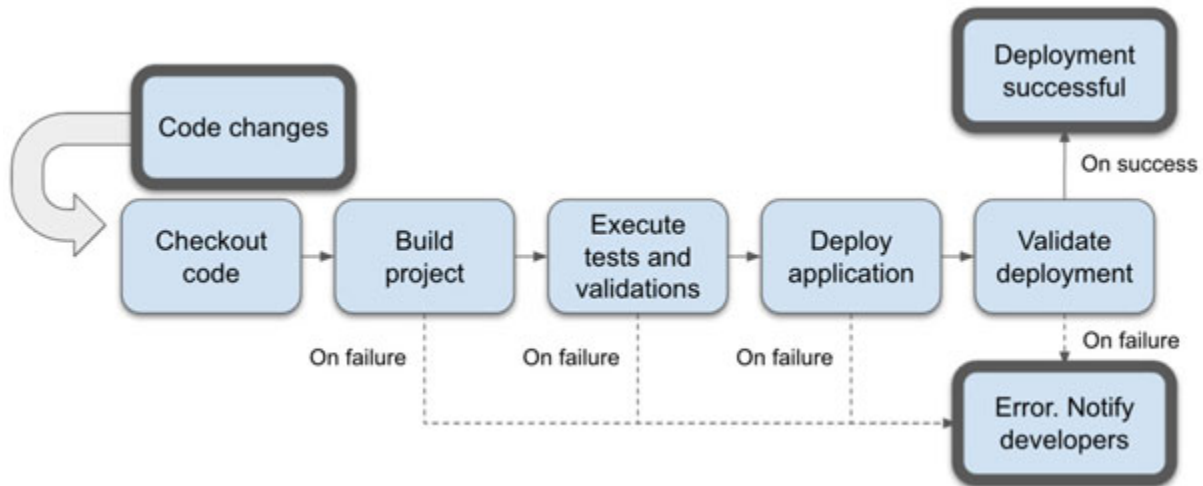 Deployment
successful
Code changes
On success
Checkout
code
Build
project
Execute
tests and
validations
Deploy
application
Validate
deployment
On failure
On failure
On failure
On failure
Error. Notify
developers